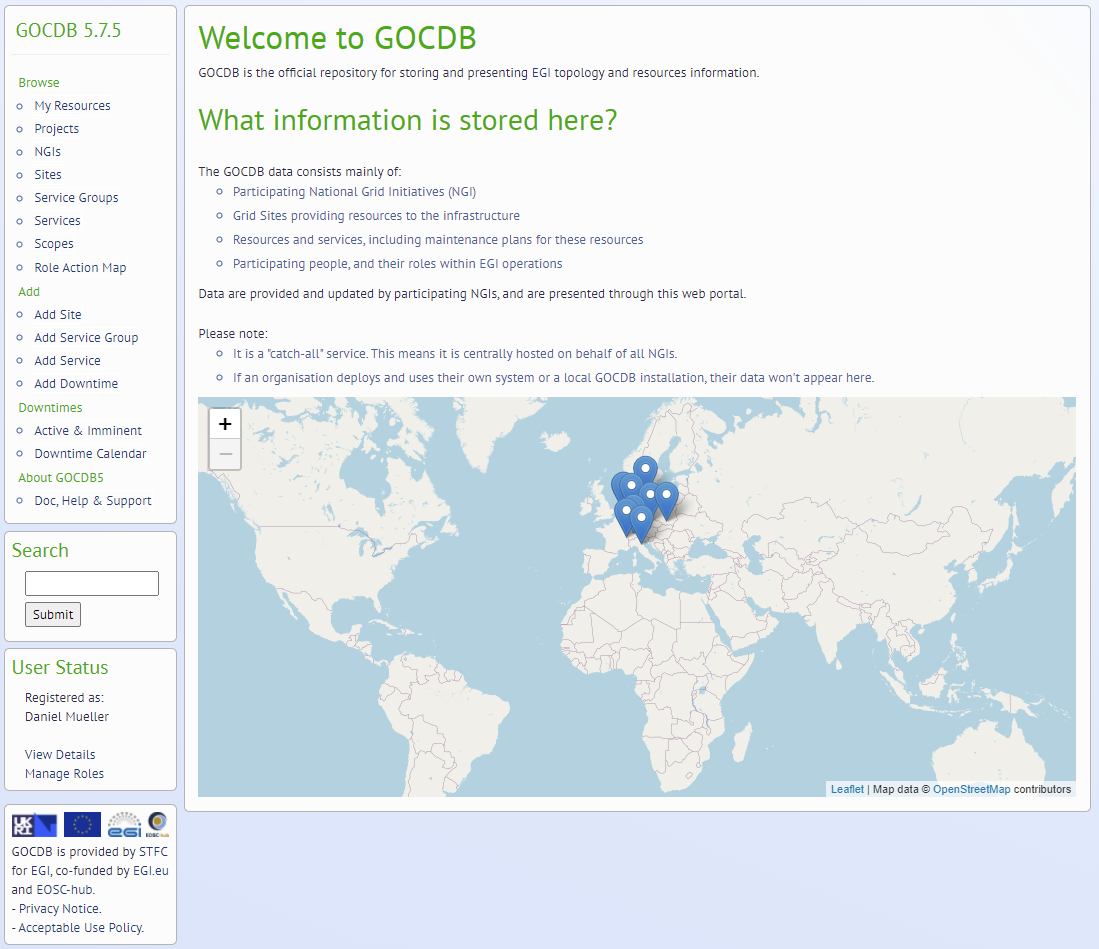 GOCDB 5.7.5
Browse
My Resources
Projects
NGIs
Sites
Service Groups
Services
Scopes
Role Action Map
Add
Add Site
Add Service Group
Add Service
Add Downtime
Downtimes
Active & Imminent
Downtime Calendar
About GOCDB5
Doc, Help & Support
Search
Submit
User Status
Registered as:
Daniel Mueller
View Details
Manage Roles
UK
RI
egi
EOSC-hub
GOCDB is provided by STFC
for EGI, co-funded by EGI.eu
and EOSC-hub.
- Privacy Notice.
- Acceptable Use Policy.
Welcome to GOCDB
GOCDB is the official repository for storing and presenting EGI topology and resources information.
What information is stored here?
The GOCDB data consists mainly of:
Participating National Grid Initiatives (NGI)
Grid Sites providing resources to the infrastructure
Resources and services, including maintenance plans for these resources
Participating people, and their roles within EGI operations
Data are provided and updated by participating NGIs, and are presented through this web portal.
Please note:
It is a "catch-all" service. This means it is centrally hosted on behalf of all NGIs.
If an organisation deploys and uses their own system or a local GOCDB installation, their data won't appear here.
+
−
Leaflet | Map data © OpenStreetMap contributors